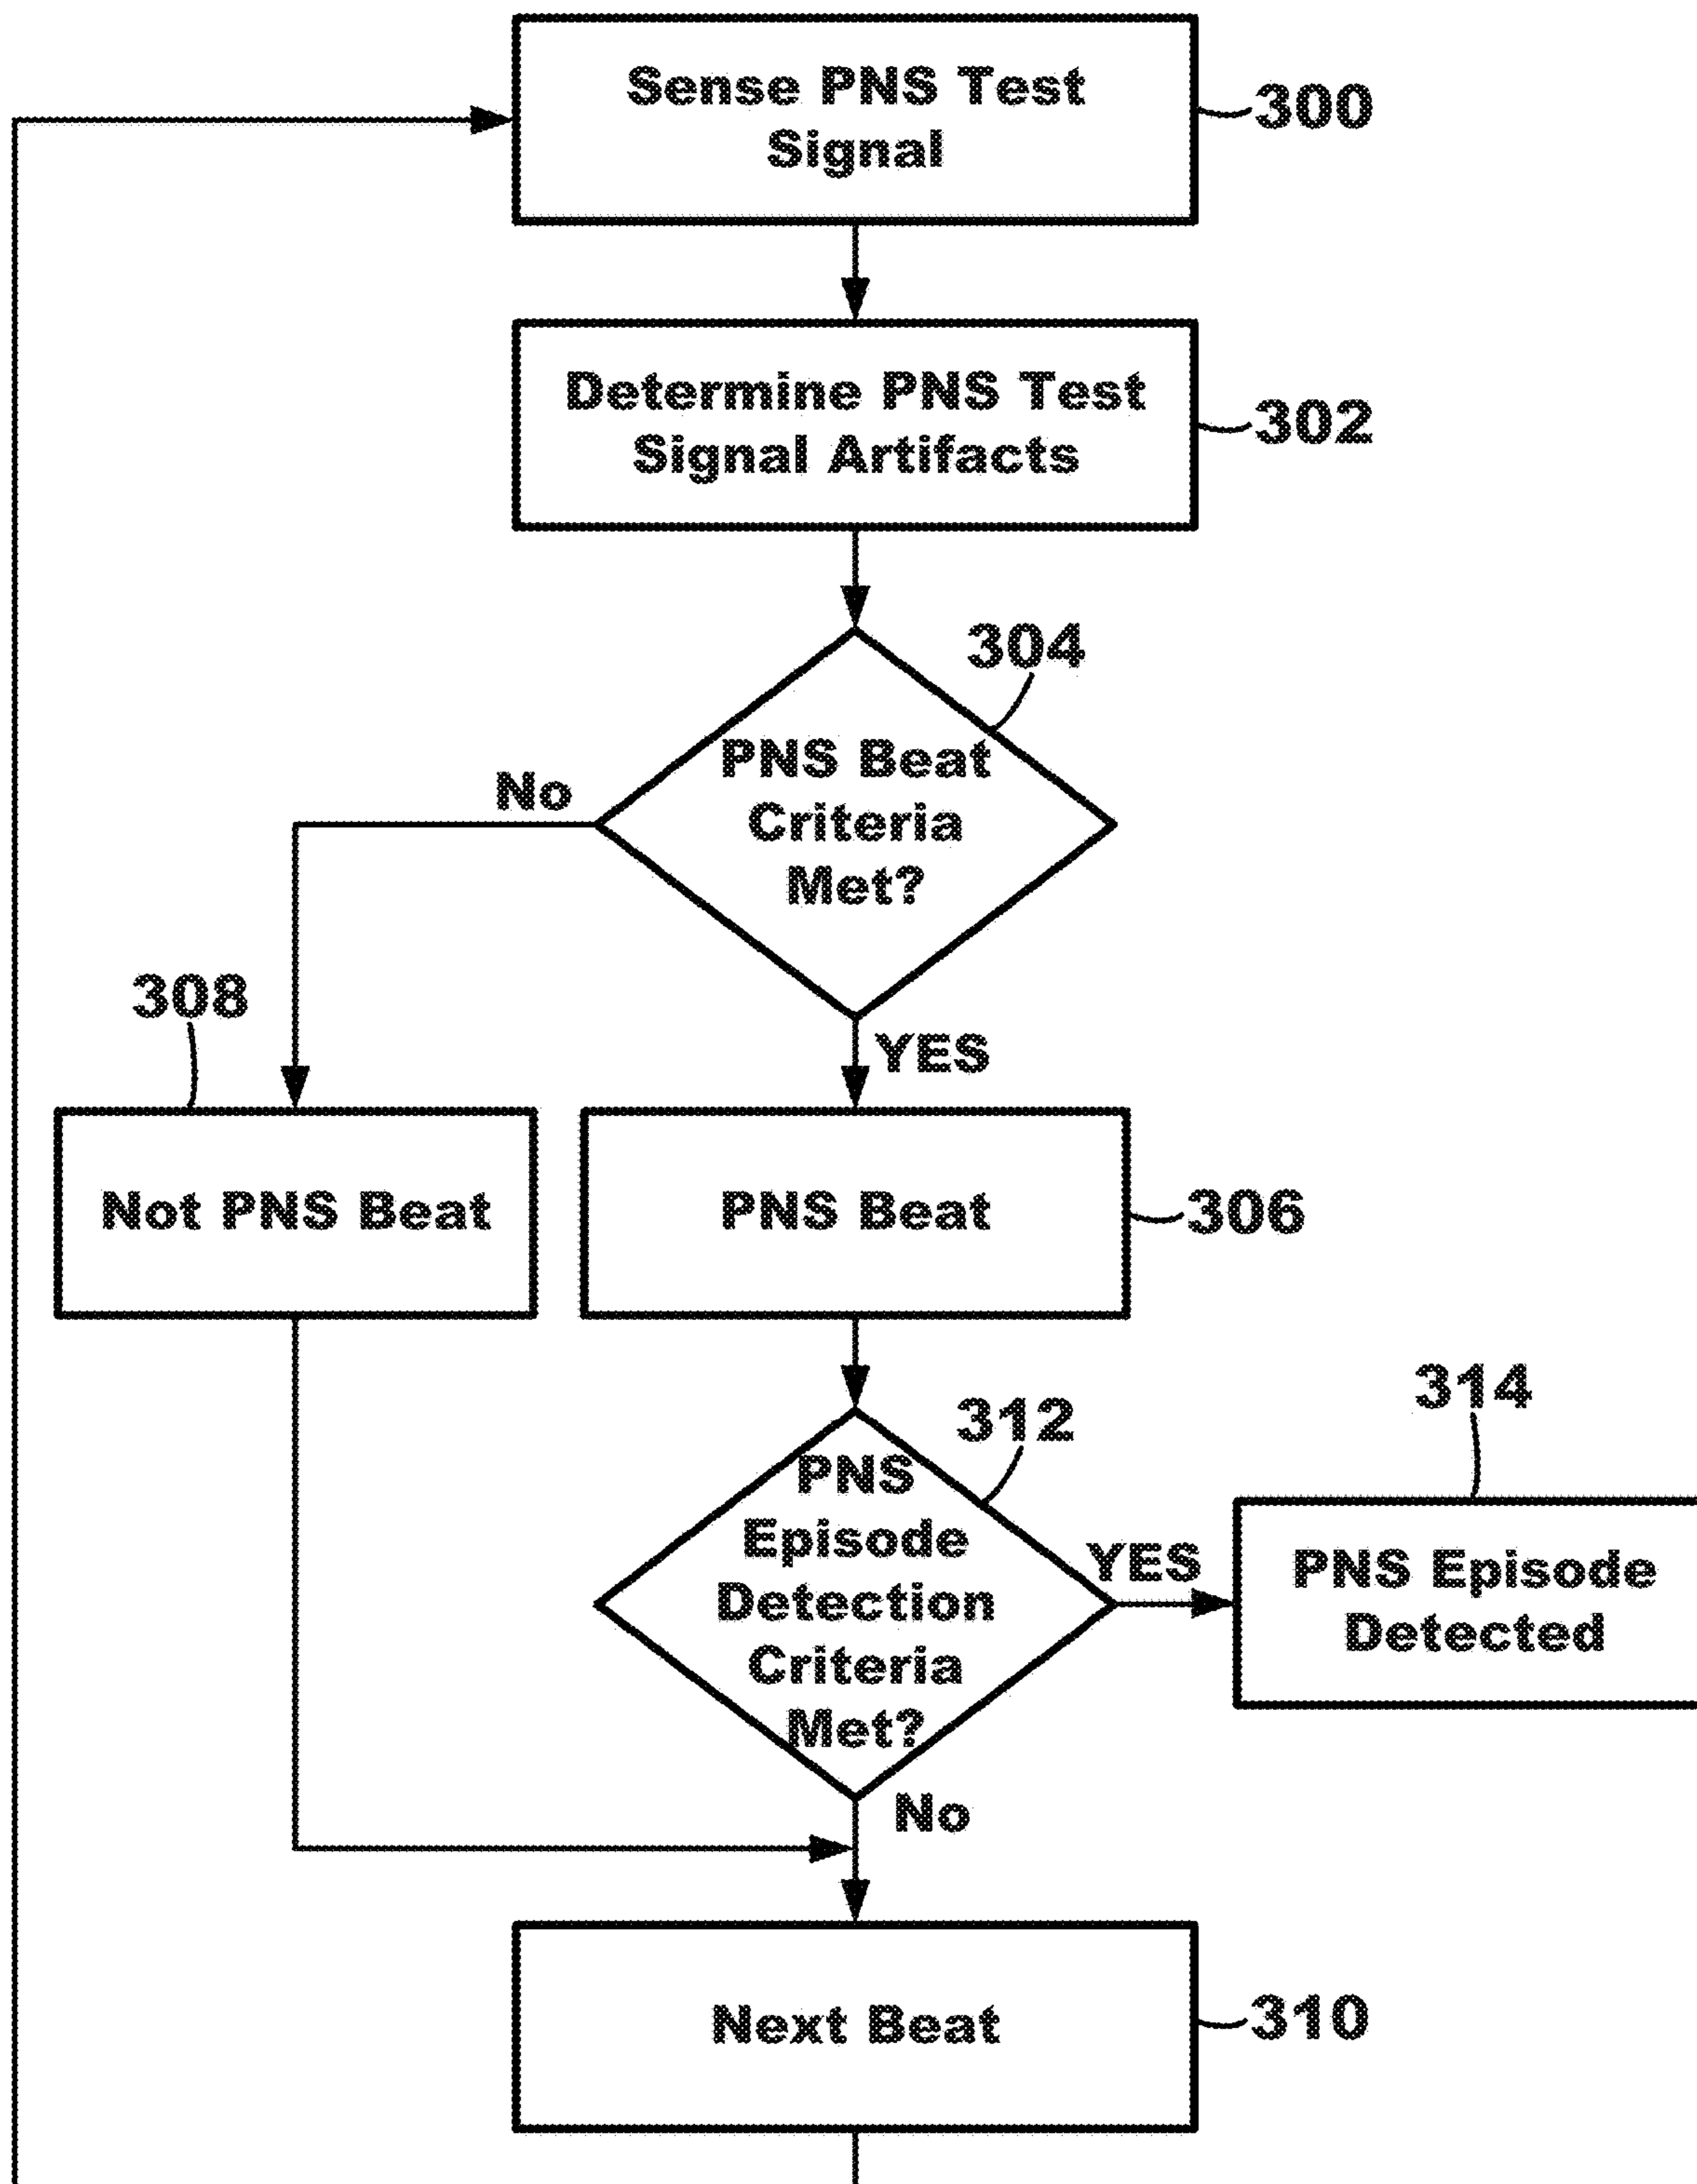 Sense PNS Test
Signal
300
Determine PNS Test
Signal Artifacts
302
304
PNS Beat
Criteria
Met?
No
YES
308
Not PNS Beat
PNS Beat
306
312
314
PNS
Episode
Detection
Criteria
Met?
YES
PNS Episode
Detected
No
Next Beat
310